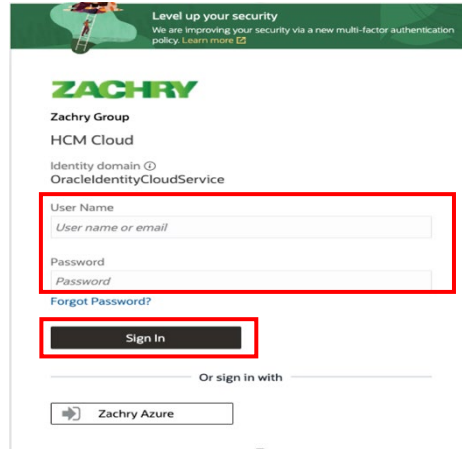 Level up your security
We are improving your security via a new multi-factor authentication
policy. Learn more
ZACHRY
Zachry Group
HCM Cloud
Identity domain
OracleIdentityCloudService
User Name
User name or email
Password
Password
Forgot Password?
Sign In
Or sign in with
Zachry Azure